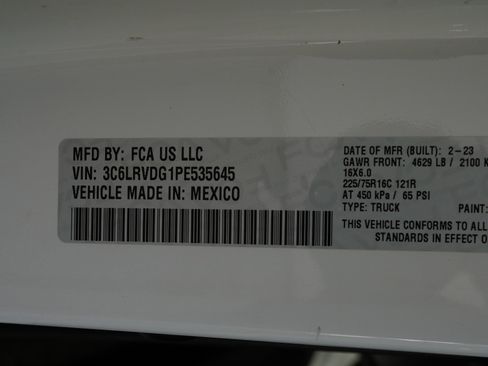 MFD BY: FCA US LLC
VIN: 3C6LRVDG1PE535645
VEHICLE MADE IN: MEXICO
DATE OF MFR (BUILT): 2-23
GAWR FRONT: 4629 LB / 2100 K
16X6.0
225/75R16C 121R
AT 450 kPa / 65 PSI
TYPE: TRUCK PAINT:
THIS VEHICLE CONFORMS TO ALL
STANDARDS IN EFFECT O